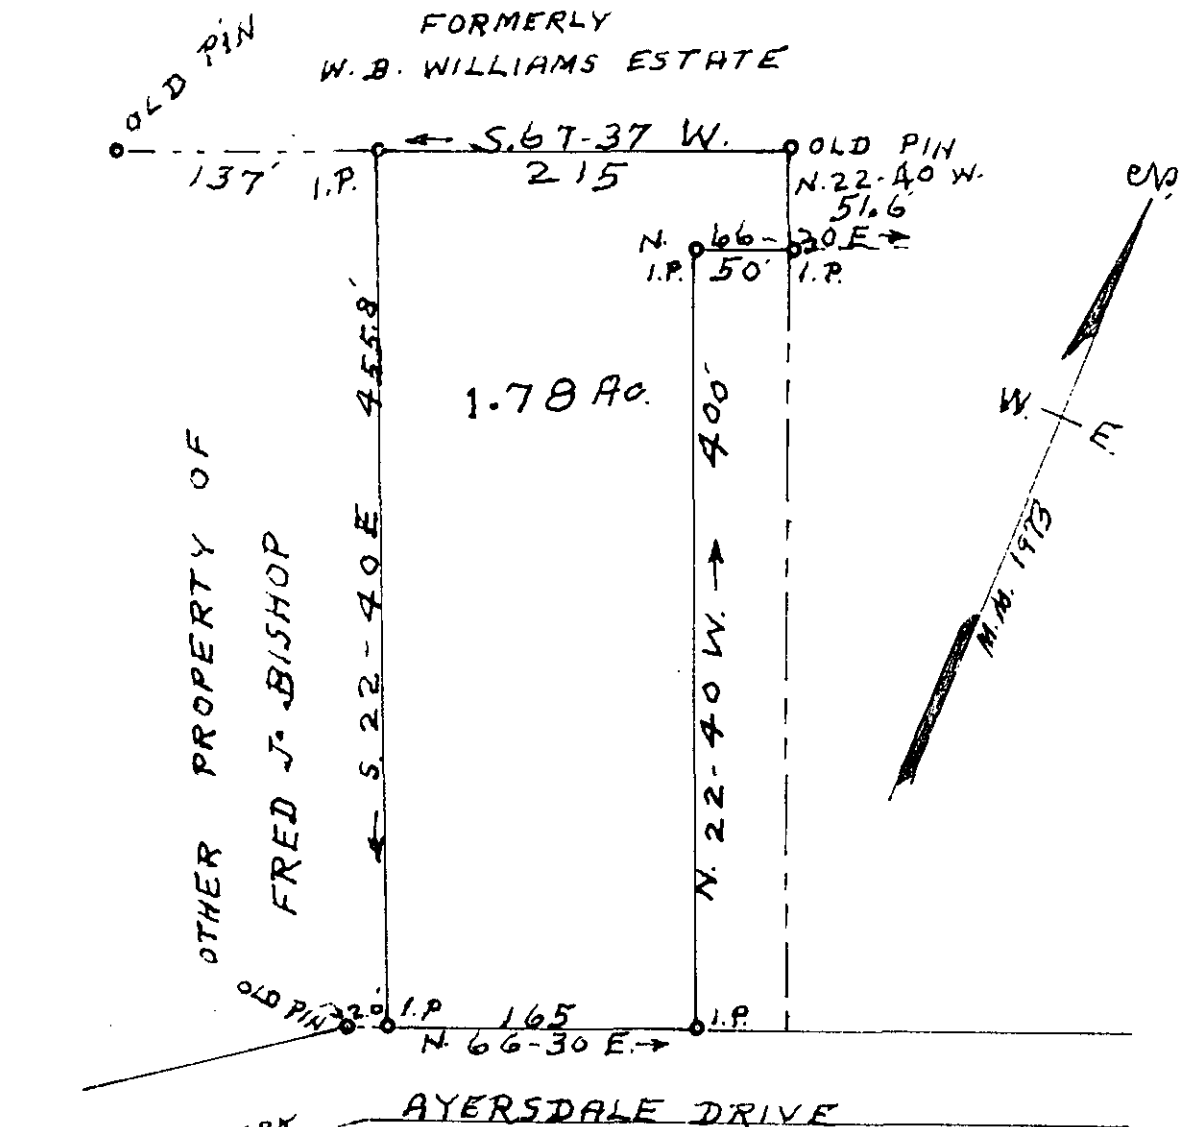 OLD PIN
FORMERLY
W. B. WILLIAMS ESTATE
S. 67-37 W.
215
137'
I.P.
OLD PIN
N. 22-40 W.
51.6'
N. 66-30 E
I.P. 50' I.P.
N.
W.
E.
M.N. 1973
1.78 Ac.
S. 22-40 E 455.8'
N. 22-40 W. 400'
OTHER PROPERTY OF
FRED J. BISHOP
OLD PIN
20'
I.P.
165
I.P.
N. 66-30 E.
AYERSDALE DRIVE